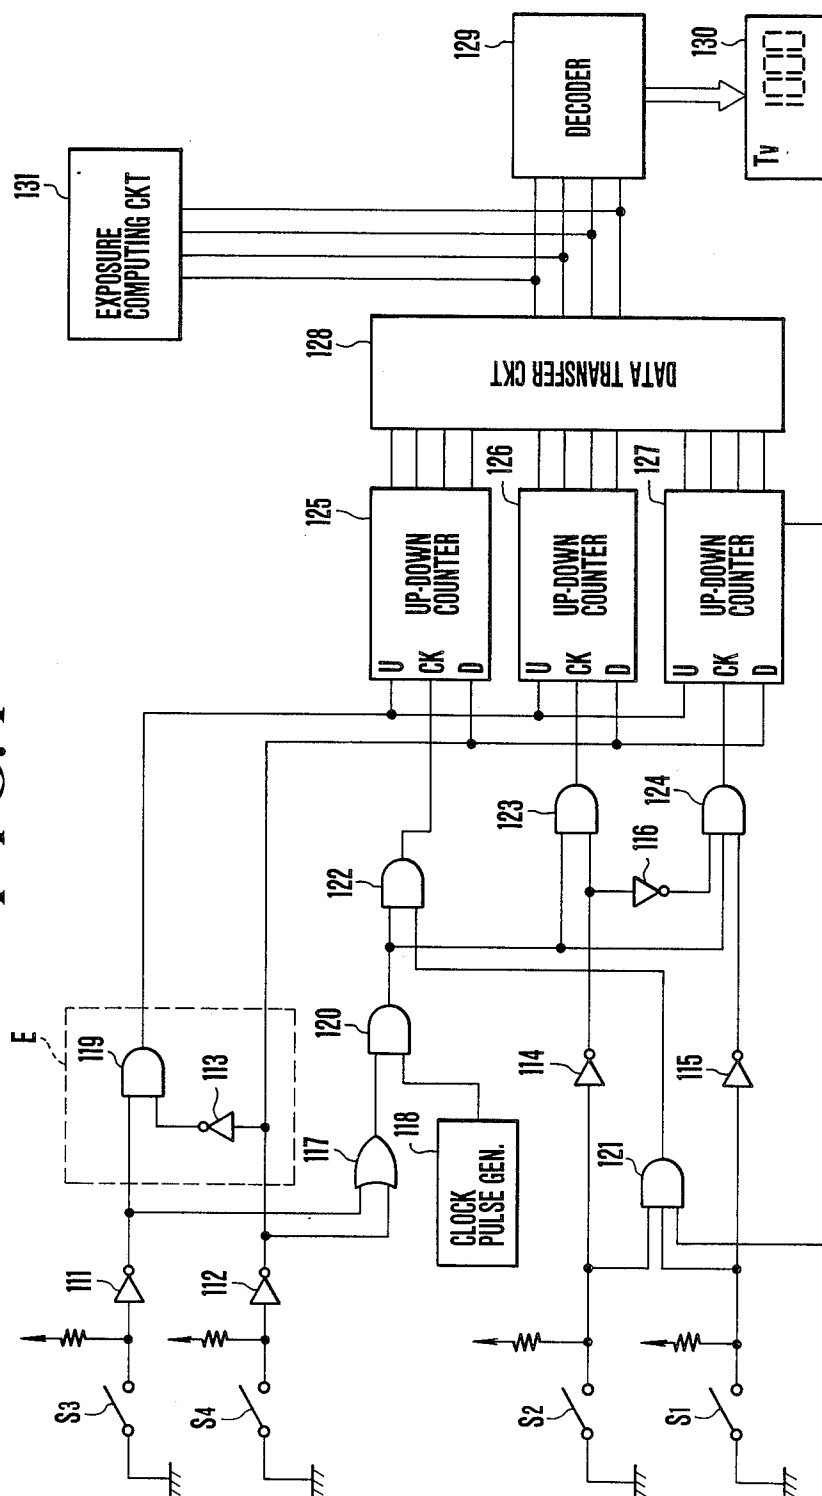 131
EXPOSURE
COMPUTING CKT
129
DECODER
130
Tv
1000
128
DATA TRANSFER CKT
125
UP-DOWN
COUNTER
U
CK
D
126
UP-DOWN
COUNTER
U
CK
D
127
UP-DOWN
COUNTER
U
CK
D
E
119
113
117
118
CLOCK
PULSE GEN.
120
122
123
116
124
111
112
114
115
121
S3
S4
S2
S1